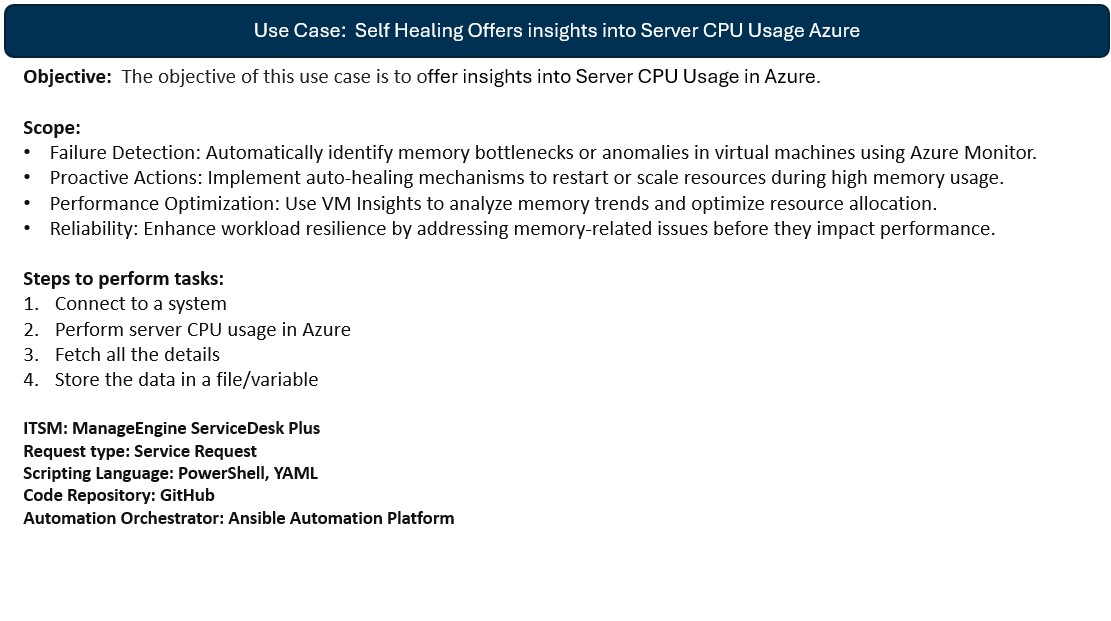 Use Case: Self Healing Offers insights into Server CPU Usage Azure
Objective: The objective of this use case is to offer insights into Server CPU Usage in Azure.
Scope:
• Failure Detection: Automatically identify memory bottlenecks or anomalies in virtual machines using Azure Monitor.
• Proactive Actions: Implement auto-healing mechanisms to restart or scale resources during high memory usage.
• Performance Optimization: Use VM Insights to analyze memory trends and optimize resource allocation.
• Reliability: Enhance workload resilience by addressing memory-related issues before they impact performance.
Steps to perform tasks:
1. Connect to a system
2. Perform server CPU usage in Azure
3. Fetch all the details
4. Store the data in a file/variable
ITSM: ManageEngine ServiceDesk Plus
Request type: Service Request
Scripting Language: PowerShell, YAML
Code Repository: GitHub
Automation Orchestrator: Ansible Automation Platform